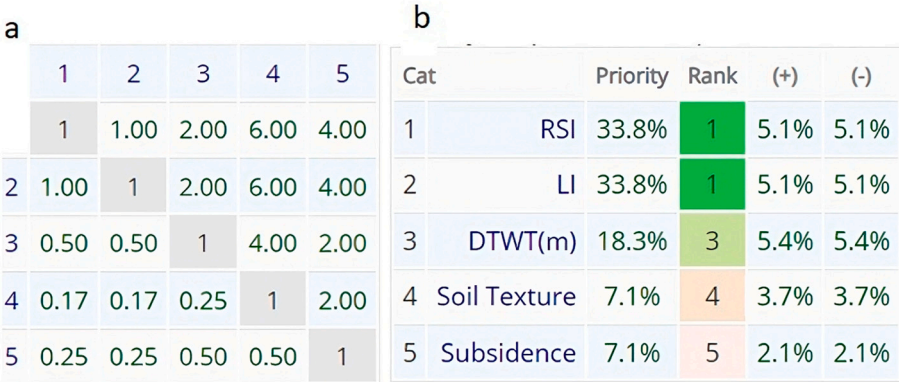 a
1 2 3 4 5
1 1.00 2.00 6.00 4.00
2 1.00 1 2.00 6.00 4.00
3 0.50 0.50 1 4.00 2.00
4 0.17 0.17 0.25 1 2.00
5 0.25 0.25 0.50 0.50 1
b
Cat Priority Rank (+) (-)
1 RSI 33.8% 1 5.1% 5.1%
2 LI 33.8% 1 5.1% 5.1%
3 DTWT(m) 18.3% 3 5.4% 5.4%
4 Soil Texture 7.1% 4 3.7% 3.7%
5 Subsidence 7.1% 5 2.1% 2.1%